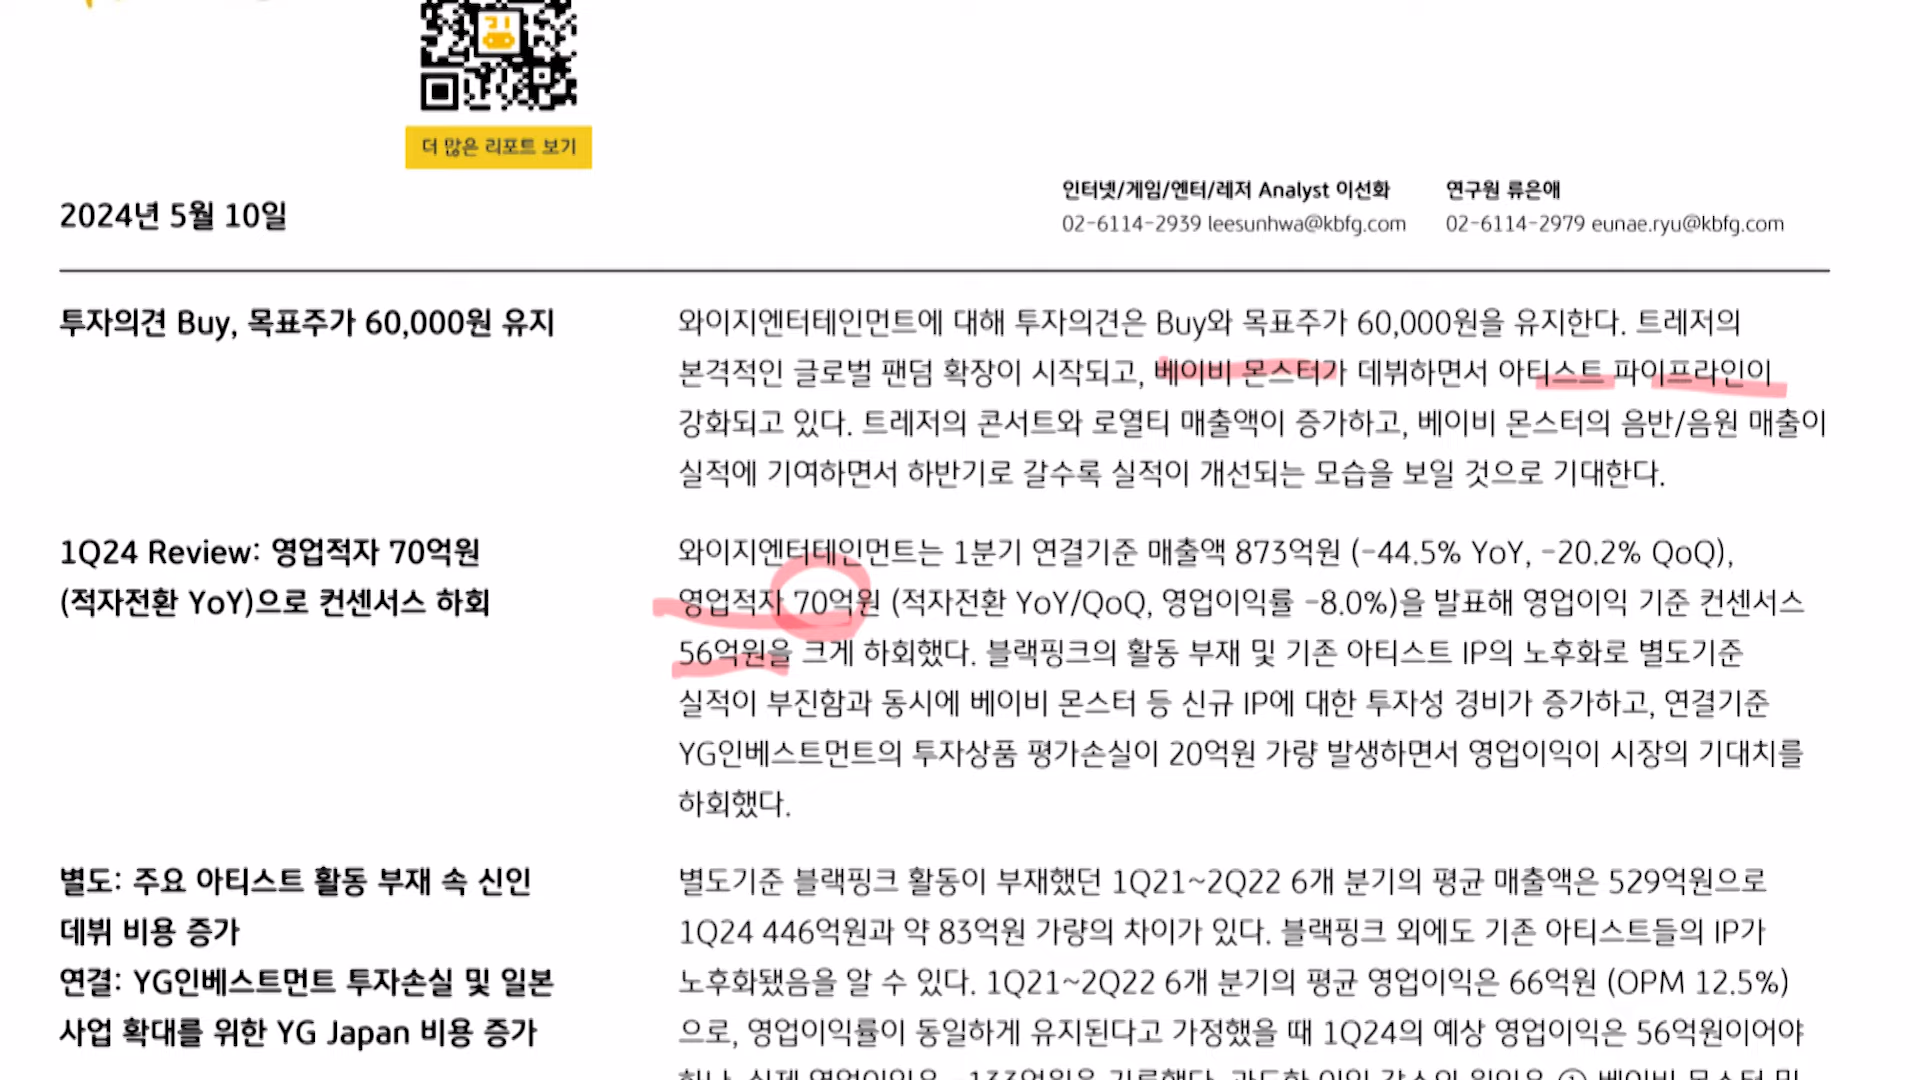 더 많은 리포트 보기
2024년 5월 10일
인터넷/게임/엔터/레저 Analyst 이선화
02-6114-2939 leesunhwa@kbfg.com
연구원 류은애
02-6114-2979 eunae.ryu@kbfg.com
투자의견 Buy, 목표주가 60,000원 유지
와이지엔터테인먼트에 대해 투자의견은 Buy와 목표주가 60,000원을 유지한다. 트레저의
본격적인 글로벌 팬덤 확장이 시작되고, 베이비 몬스터가 데뷔하면서 아티스트 파이프라인이
강화되고 있다. 트레저의 콘서트와 로열티 매출액이 증가하고, 베이비 몬스터의 음반/음원 매출이
실적에 기여하면서 하반기로 갈수록 실적이 개선되는 모습을 보일 것으로 기대한다.
1Q24 Review: 영업적자 70억원
(적자전환 YoY)으로 컨센서스 하회
와이지엔터테인먼트는 1분기 연결기준 매출액 873억원 (-44.5% YoY, -20.2% QoQ),
영업적자 70억원 (적자전환 YoY/QoQ, 영업이익률 -8.0%)을 발표해 영업이익 기준 컨센서스
56억원을 크게 하회했다. 블랙핑크의 활동 부재 및 기존 아티스트 IP의 노후화로 별도기준
실적이 부진함과 동시에 베이비 몬스터 등 신규 IP에 대한 투자성 경비가 증가하고, 연결기준
YG인베스트먼트의 투자상품 평가손실이 20억원 가량 발생하면서 영업이익이 시장의 기대치를
하회했다.
별도: 주요 아티스트 활동 부재 속 신인
데뷔 비용 증가
연결: YG인베스트먼트 투자손실 및 일본
사업 확대를 위한 YG Japan 비용 증가
별도기준 블랙핑크 활동이 부재했던 1Q21~2Q22 6개 분기의 평균 매출액은 529억원으로
1Q24 446억원과 약 83억원 가량의 차이가 있다. 블랙핑크 외에도 기존 아티스트들의 IP가
노후화됐음을 알 수 있다. 1Q21~2Q22 6개 분기의 평균 영업이익은 66억원 (OPM 12.5%)
으로, 영업이익률이 동일하게 유지된다고 가정했을 때 1Q24의 예상 영업이익은 56억원이어야